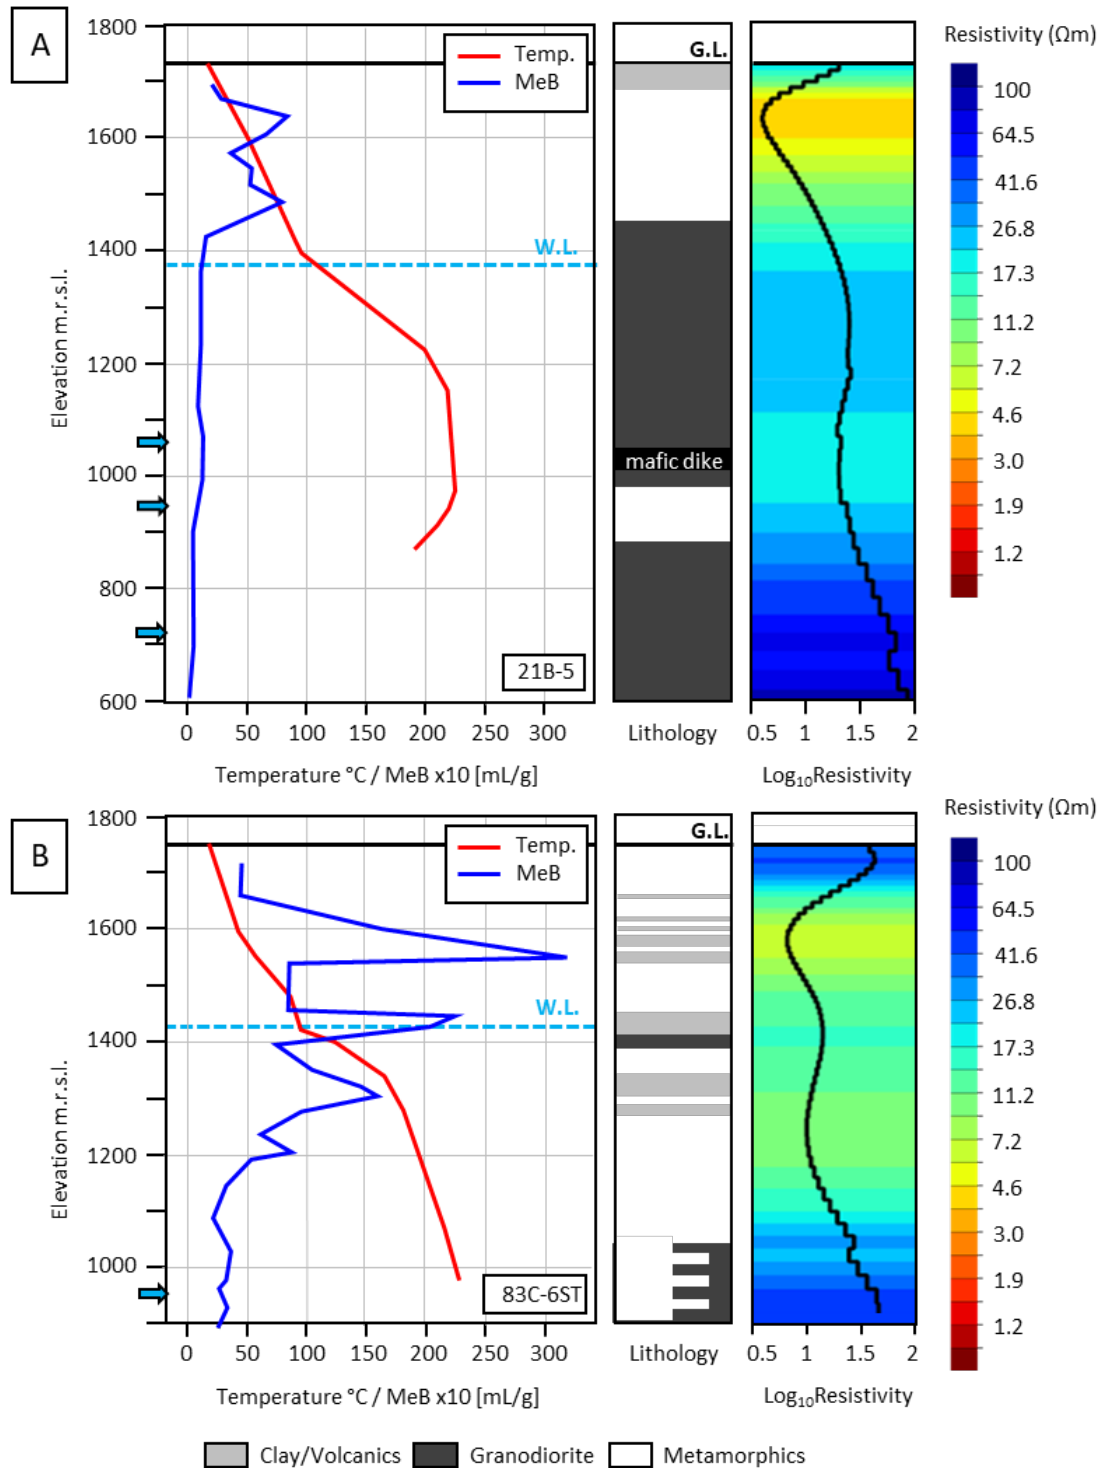 A
1800
1600
1400
1200
1000
800
600
Elevation m.r.s.l.
Temp.
MeB
W.L.
21B-5
0 50 100 150 200 250 300
Temperature °C / MeB x10 [mL/g]
G.L.
mafic dike
Lithology
0.5 1 1.5 2
Log₁₀Resistivity
Resistivity (Ωm)
100
64.5
41.6
26.8
17.3
11.2
7.2
4.6
3.0
1.9
1.2
B
1800
1600
1400
1200
1000
Elevation m.r.s.l.
Temp.
MeB
W.L.
83C-6ST
0 50 100 150 200 250 300
Temperature °C / MeB x10 [mL/g]
G.L.
Lithology
0.5 1 1.5 2
Log₁₀Resistivity
Resistivity (Ωm)
100
64.5
41.6
26.8
17.3
11.2
7.2
4.6
3.0
1.9
1.2
Clay/Volcanics Granodiorite Metamorphics